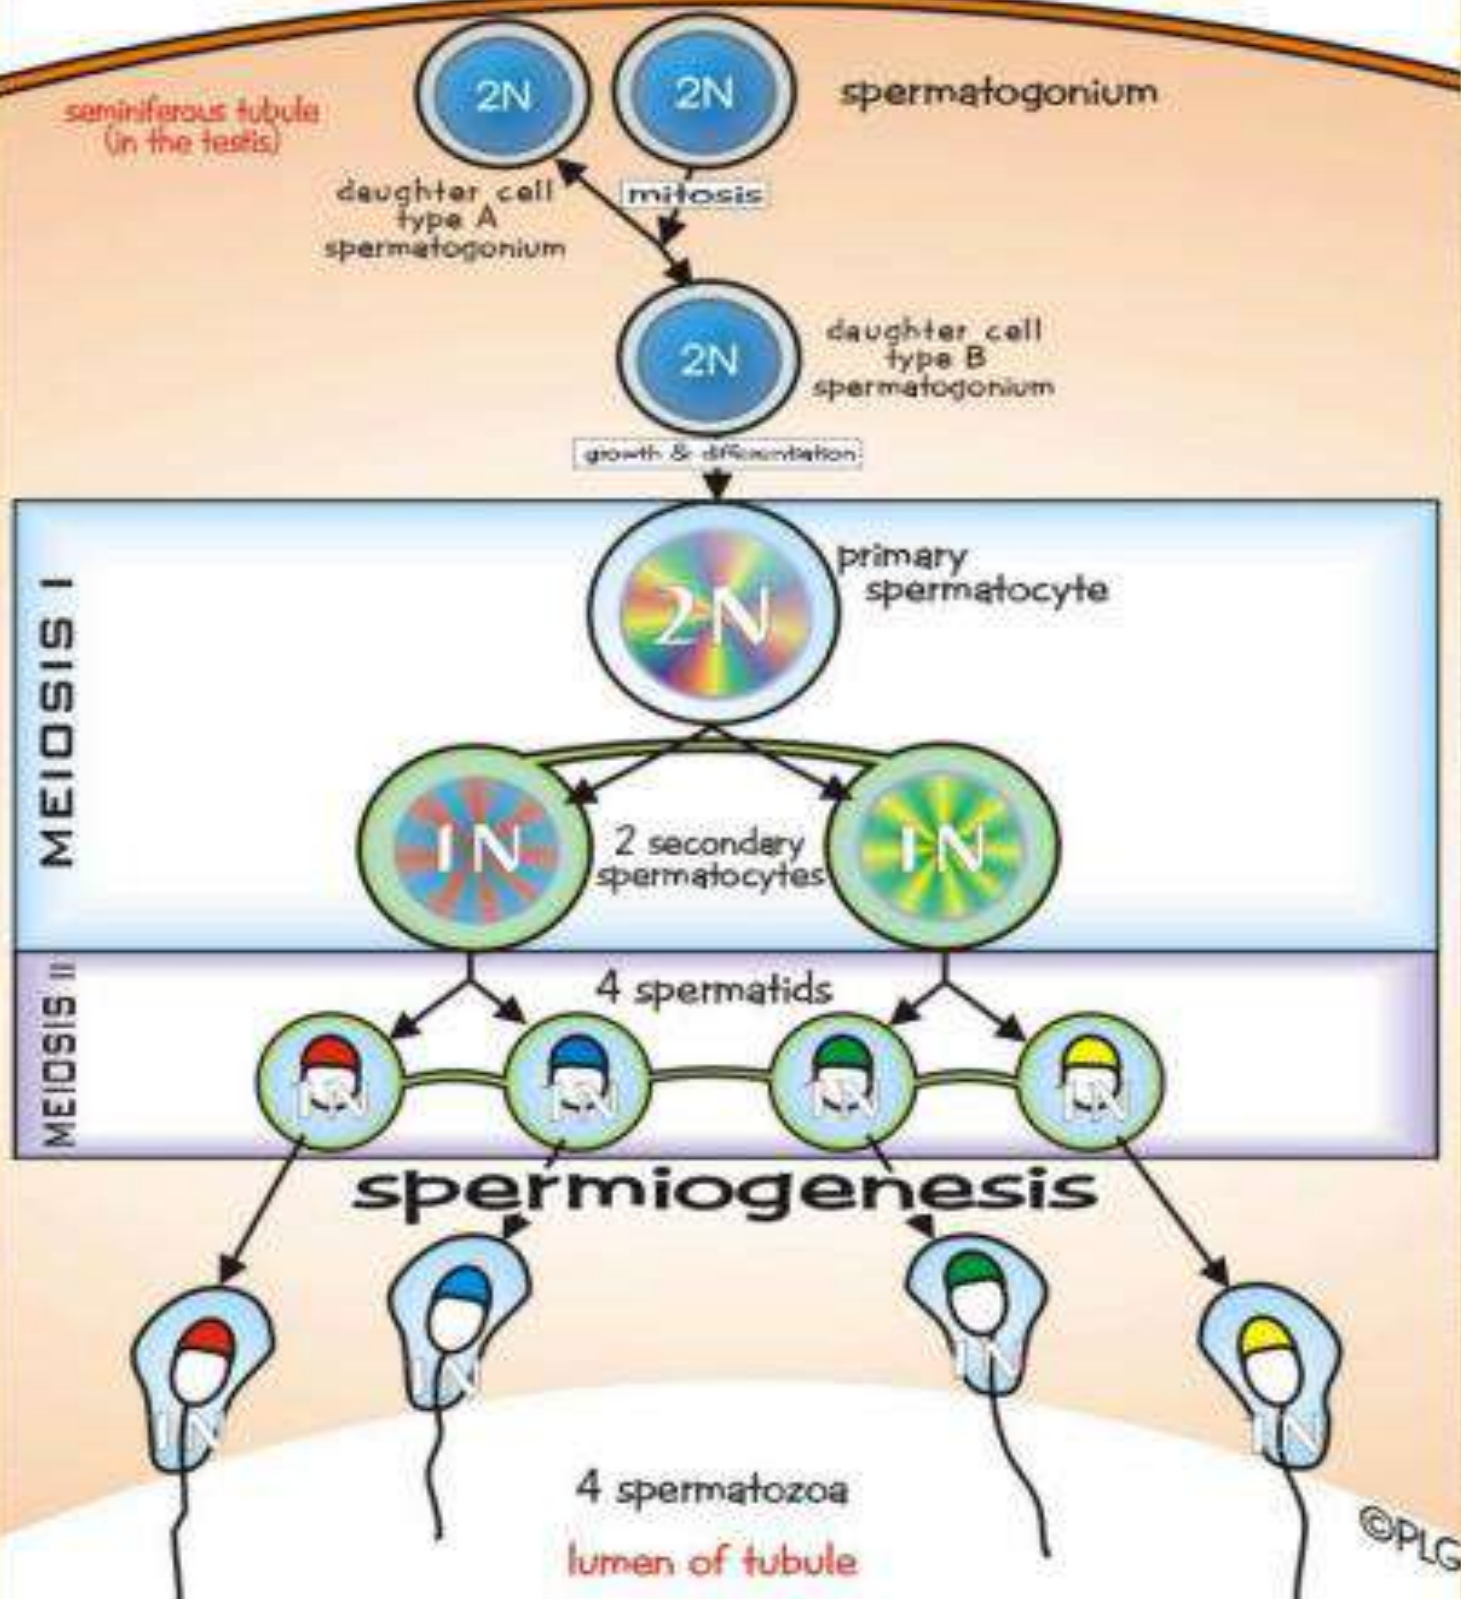 2N
2N
spermatogonium
seminiferous tubule
(in the testis)
daughter cell
type A
spermatogonium
mitosis
2N
daughter cell
type B
spermatogonium
growth & differentiation
MEIOSIS I
2N
primary
spermatocyte
1N
2 secondary
spermatocytes
1N
MEIOSIS II
4 spermatids
1N
1N
1N
1N
spermiogenesis
1N
1N
1N
1N
4 spermatozoa
lumen of tubule
©PLG